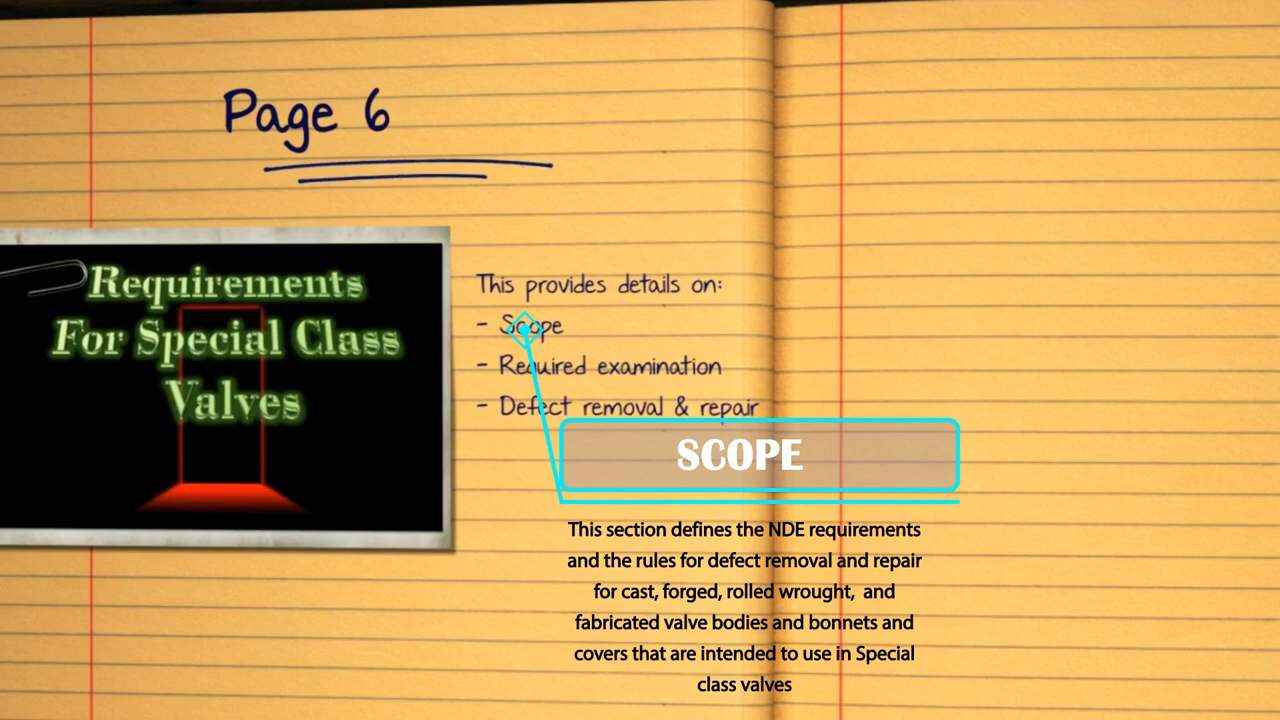 Page 6
Requirements
For Special Class
Valves
This provides details on:
- Scope
- Required examination
- Defect removal & repair
SCOPE
This section defines the NDE requirements
and the rules for defect removal and repair
for cast, forged, rolled wrought, and
fabricated valve bodies and bonnets and
covers that are intended to use in Special
class valves